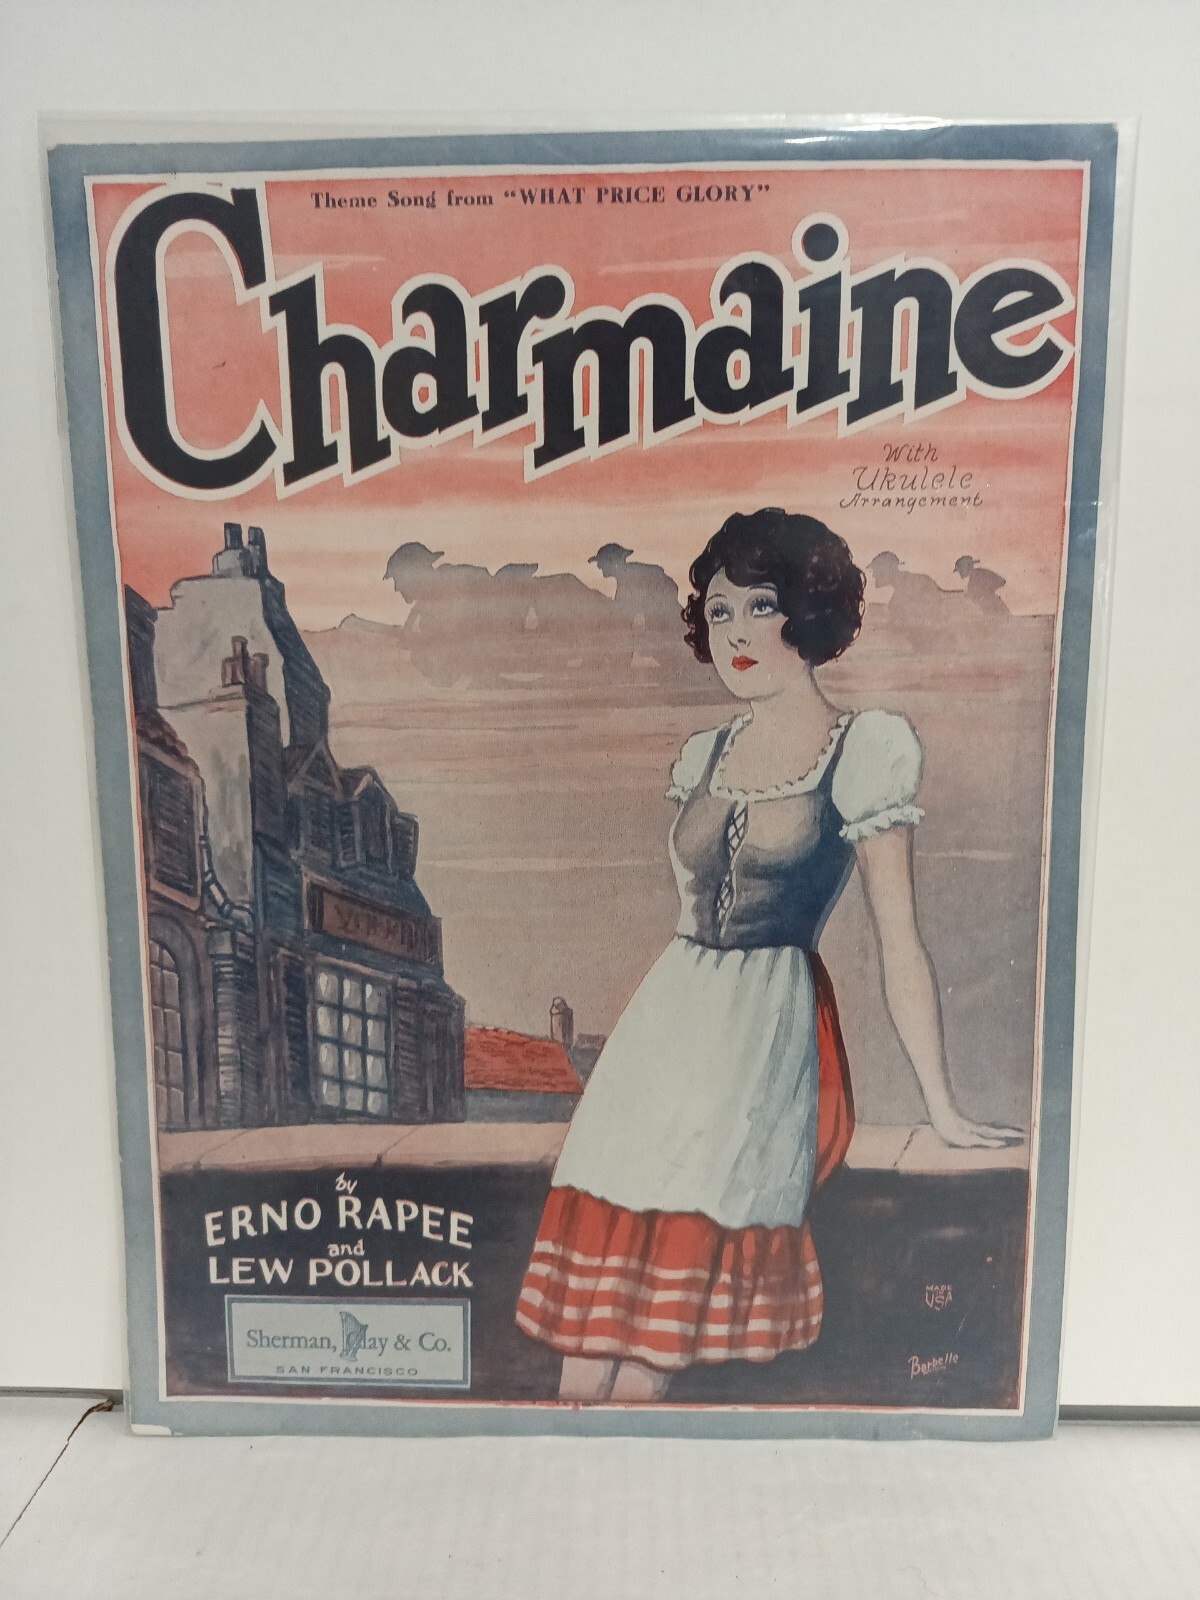 Theme Song from "WHAT PRICE GLORY"
Charmaine
With
Ukulele
Arrangement
by
ERNO RAPEE
and
LEW POLLACK
Sherman, Clay & Co.
SAN FRANCISCO
MADE
IN
USA
Barbelle